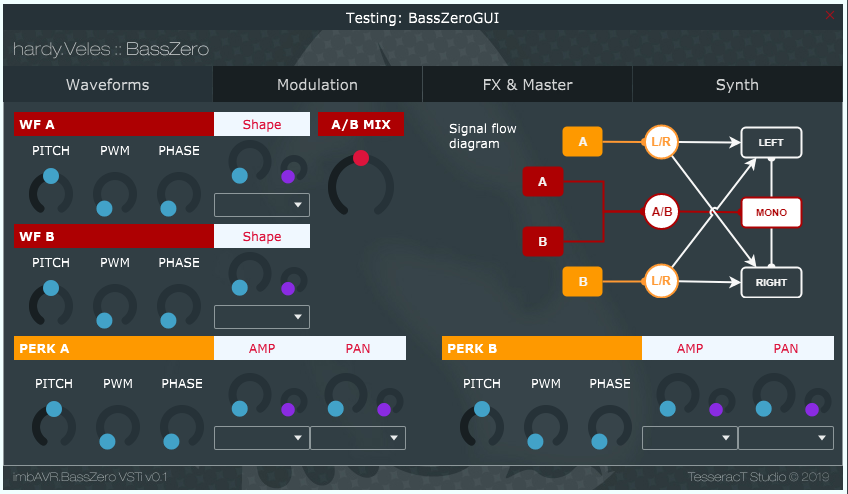 Testing: BassZeroGUI
hardy.Veles :: BassZero
Waveforms Modulation FX & Master Synth
WF A Shape A/B MIX
PITCH PWM PHASE
Signal flow
diagram
A L/R LEFT
A
A/B MONO
B
B L/R RIGHT
WF B Shape
PITCH PWM PHASE
PERK A AMP PAN PERK B AMP PAN
PITCH PWM PHASE PITCH PWM PHASE
imbAVR.BassZero VSTi v0.1 TesseracT Studio © 2019